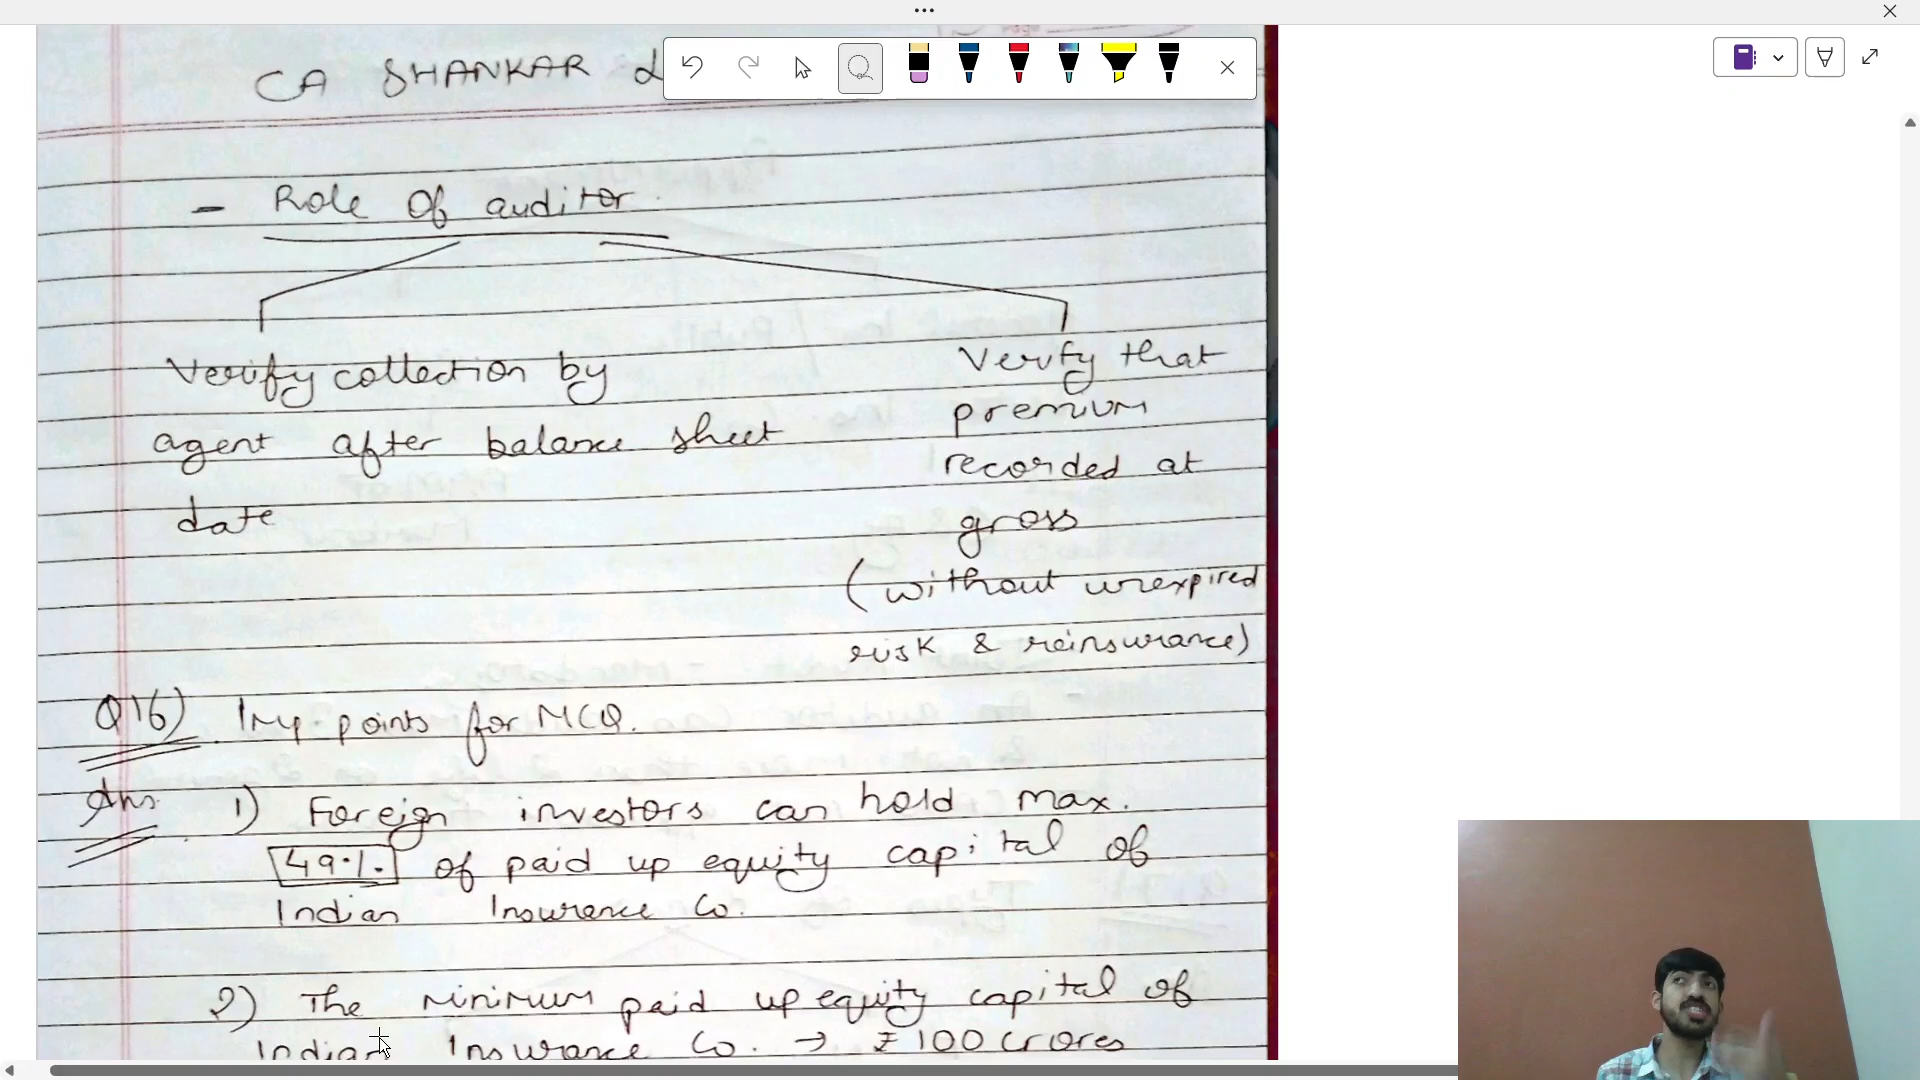 CA SHANKAR
- Role Of auditor
Verify collection by
agent after balance sheet
date
Verify that
premium
recorded at
gross
(without unexpired
risk & reinsurance)
Q16) Imp points for MCQ.
Ans. 1) Foreign investors can hold max.
49% of paid up equity capital of
Indian Insurance Co.
2) The minimum paid up equity capital of
Indian Insurance Co. → ₹100 crores